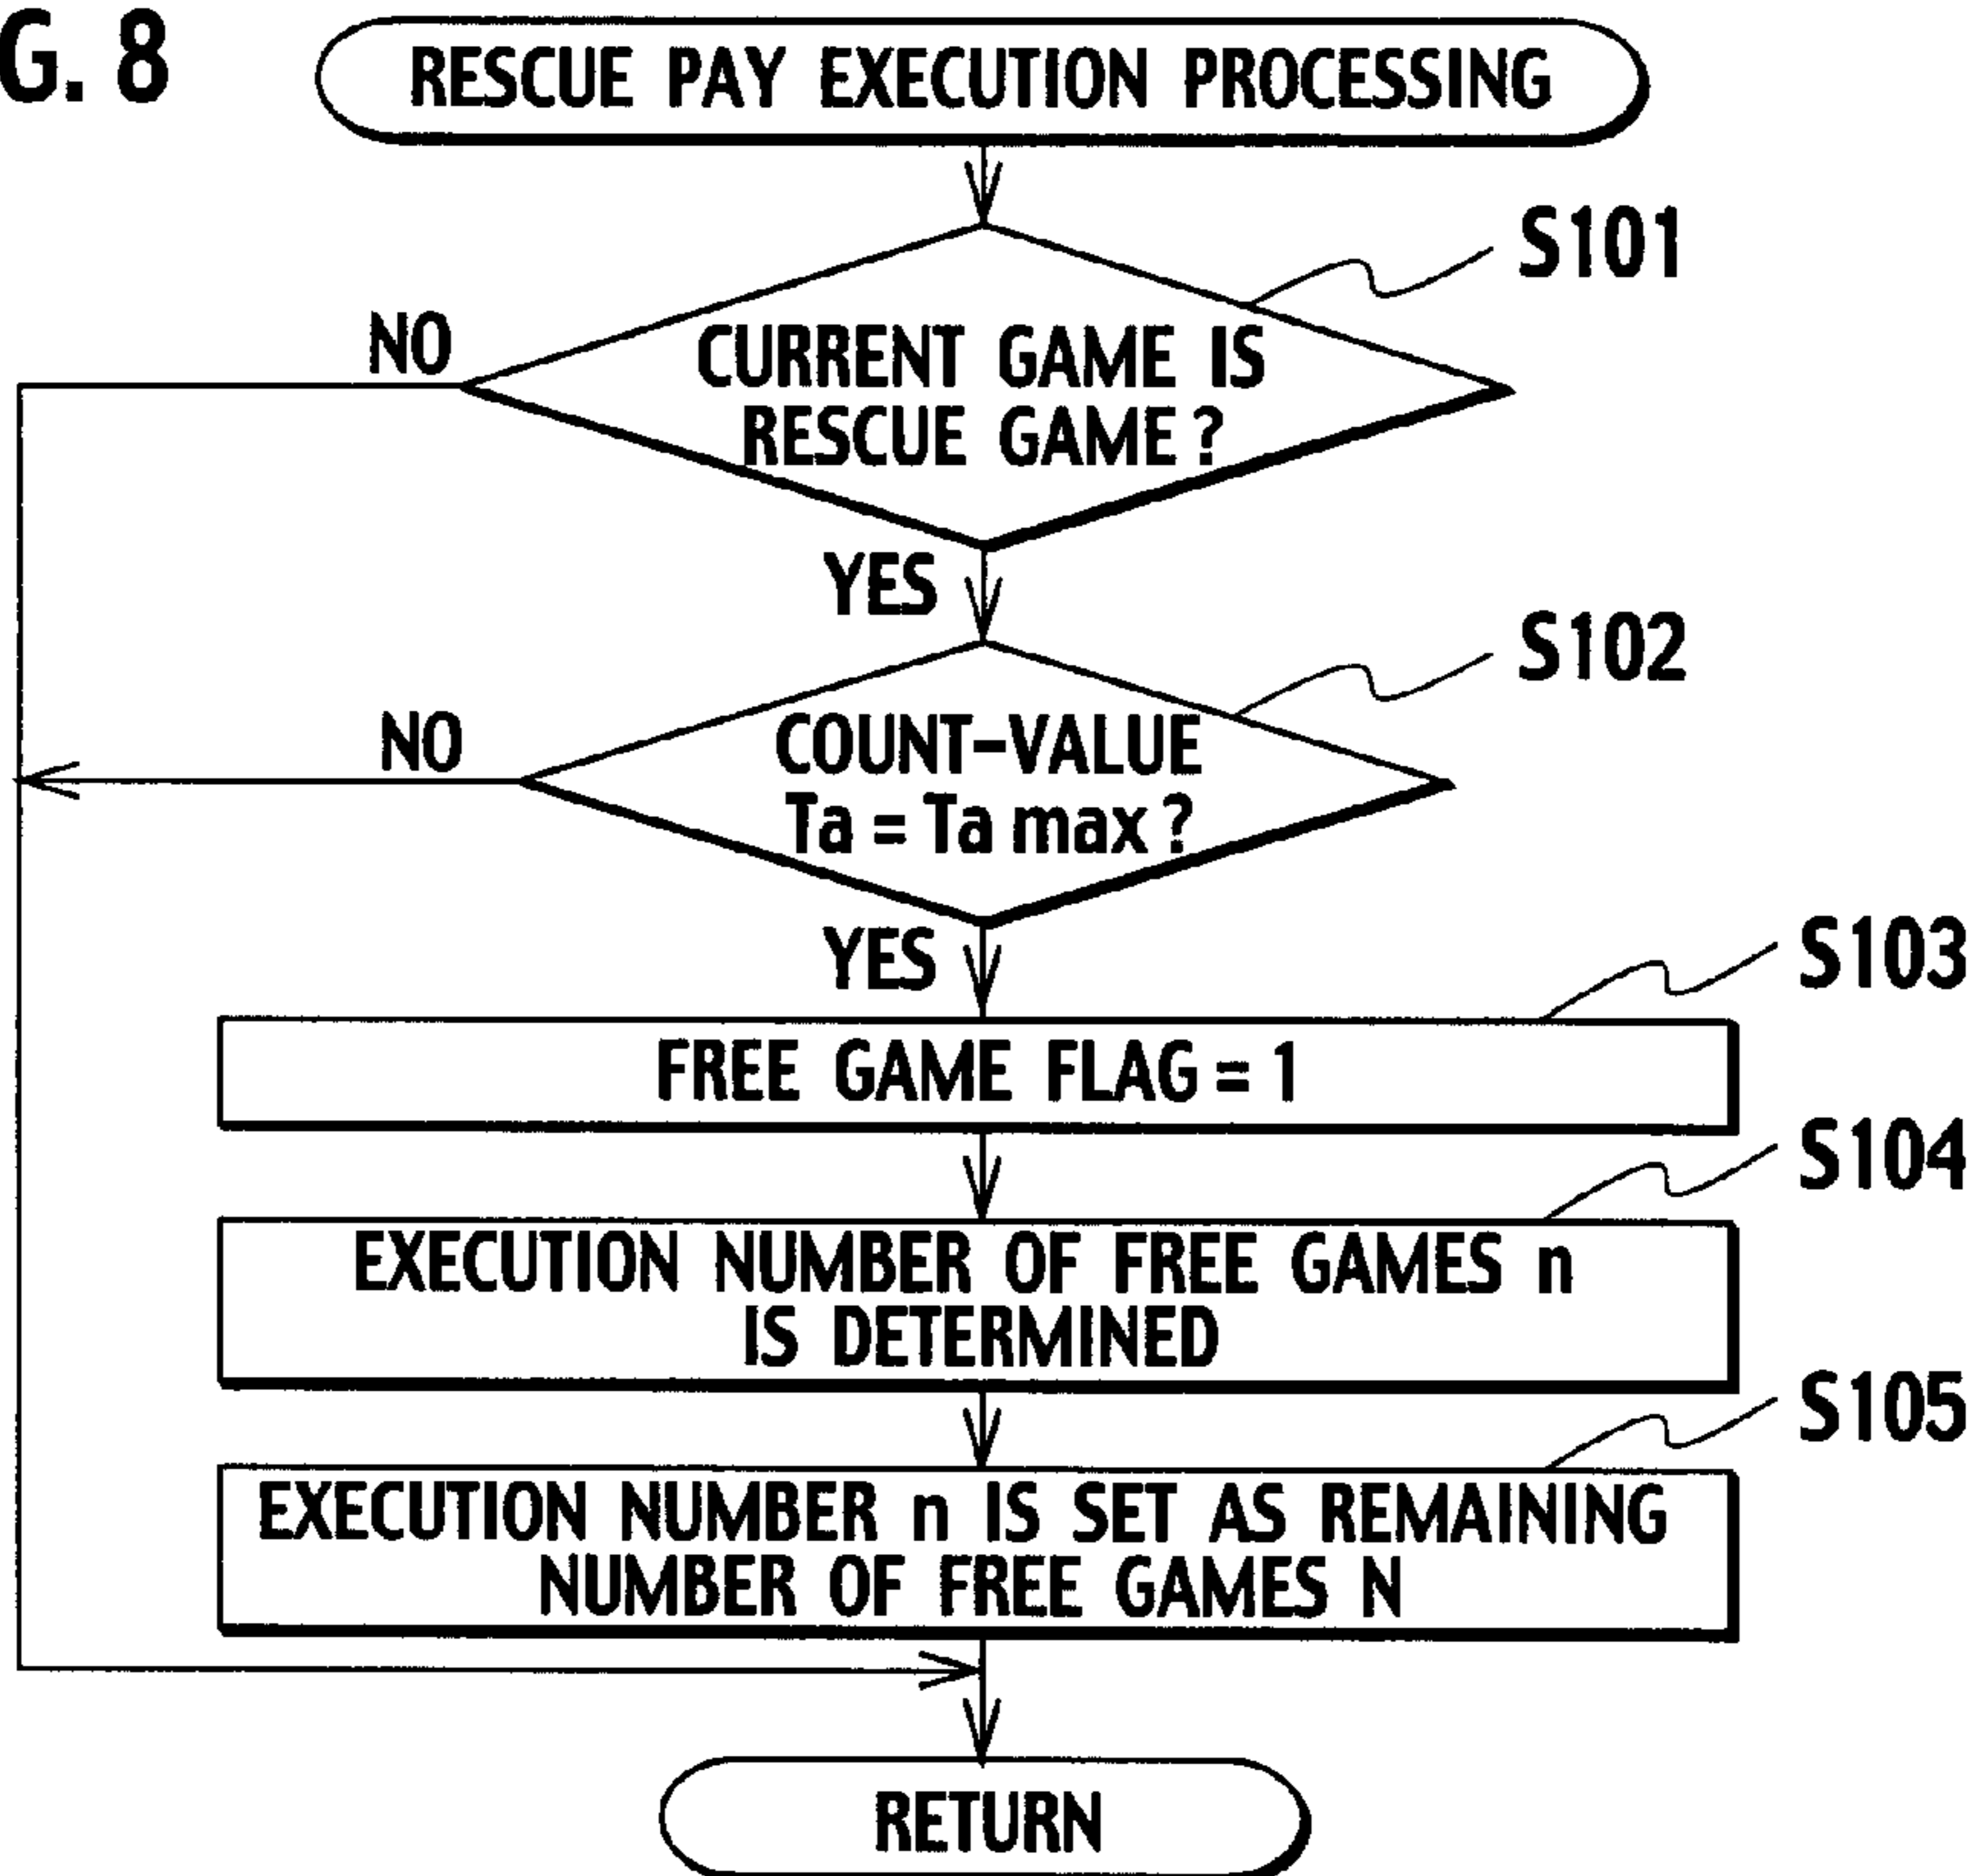 G. 8
RESCUE PAY EXECUTION PROCESSING
S101
NO
CURRENT GAME IS
RESCUE GAME ?
YES
S102
NO
COUNT-VALUE
Ta = Ta max ?
YES
S103
FREE GAME FLAG = 1
S104
EXECUTION NUMBER OF FREE GAMES n
IS DETERMINED
S105
EXECUTION NUMBER n IS SET AS REMAINING
NUMBER OF FREE GAMES N
RETURN